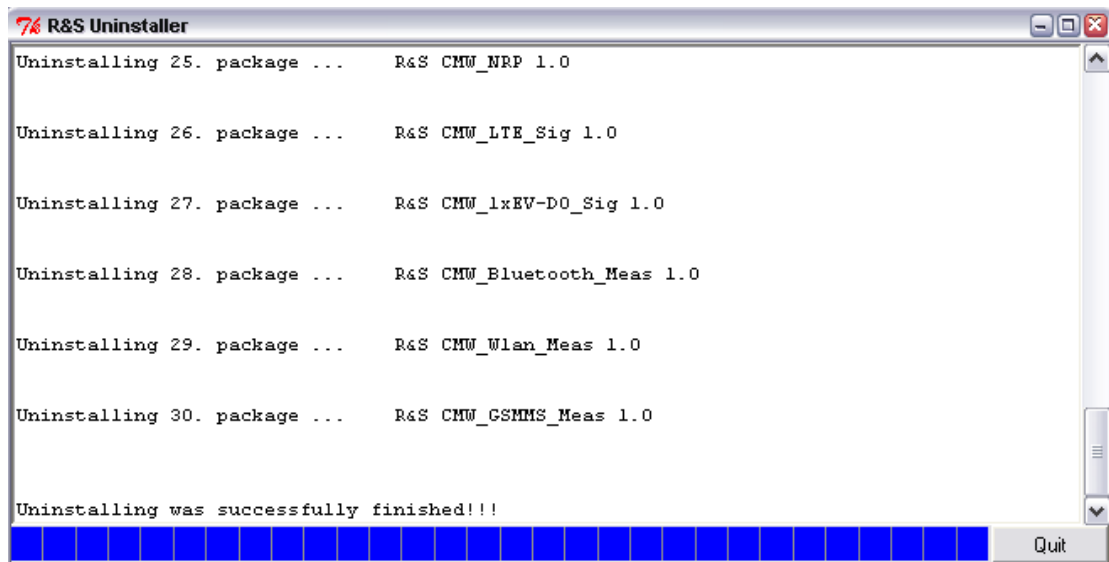 R&S Uninstaller
Uninstalling 25. package ... R&S CMW_NRP 1.0
Uninstalling 26. package ... R&S CMW_LTE_Sig 1.0
Uninstalling 27. package ... R&S CMW_1xEV-DO_Sig 1.0
Uninstalling 28. package ... R&S CMW_Bluetooth_Meas 1.0
Uninstalling 29. package ... R&S CMW_Wlan_Meas 1.0
Uninstalling 30. package ... R&S CMW_GSMMS_Meas 1.0
Uninstalling was successfully finished!!!
Quit